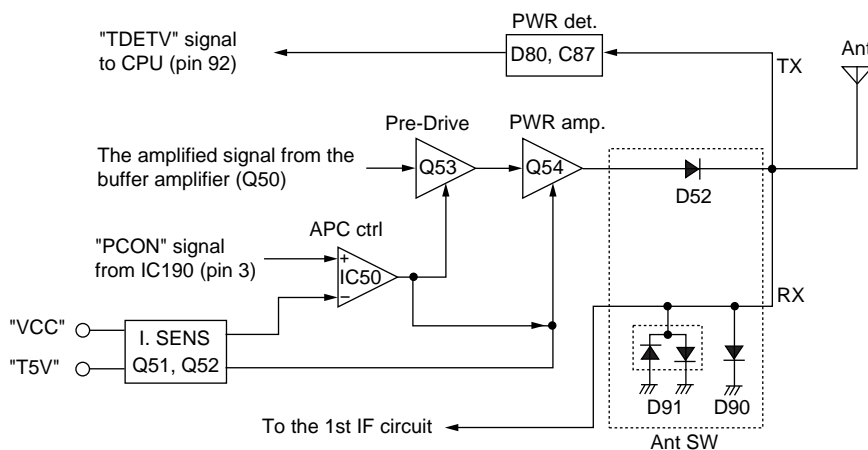 PWR det.
"TDETV" signal
to CPU (pin 92)
D80, C87
TX
Ant
Pre-Drive
PWR amp.
The amplified signal from the
buffer amplifier (Q50)
Q53
Q54
D52
APC ctrl
"PCON" signal
from IC190 (pin 3)
+
IC50
–
RX
"VCC"
I. SENS
"T5V"
Q51, Q52
D91
D90
To the 1st IF circuit
Ant SW